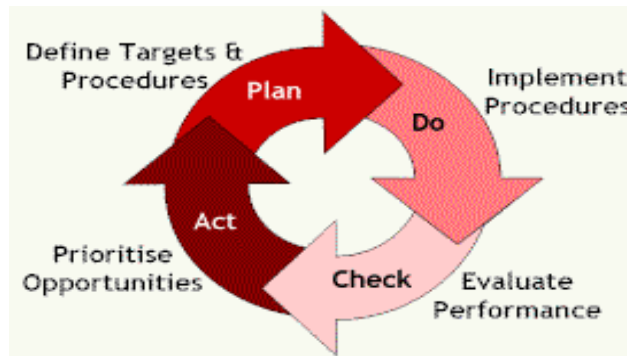 Define Targets &
Procedures
Plan
Implement
Procedures
Do
Act
Prioritise
Opportunities
Check
Evaluate
Performance